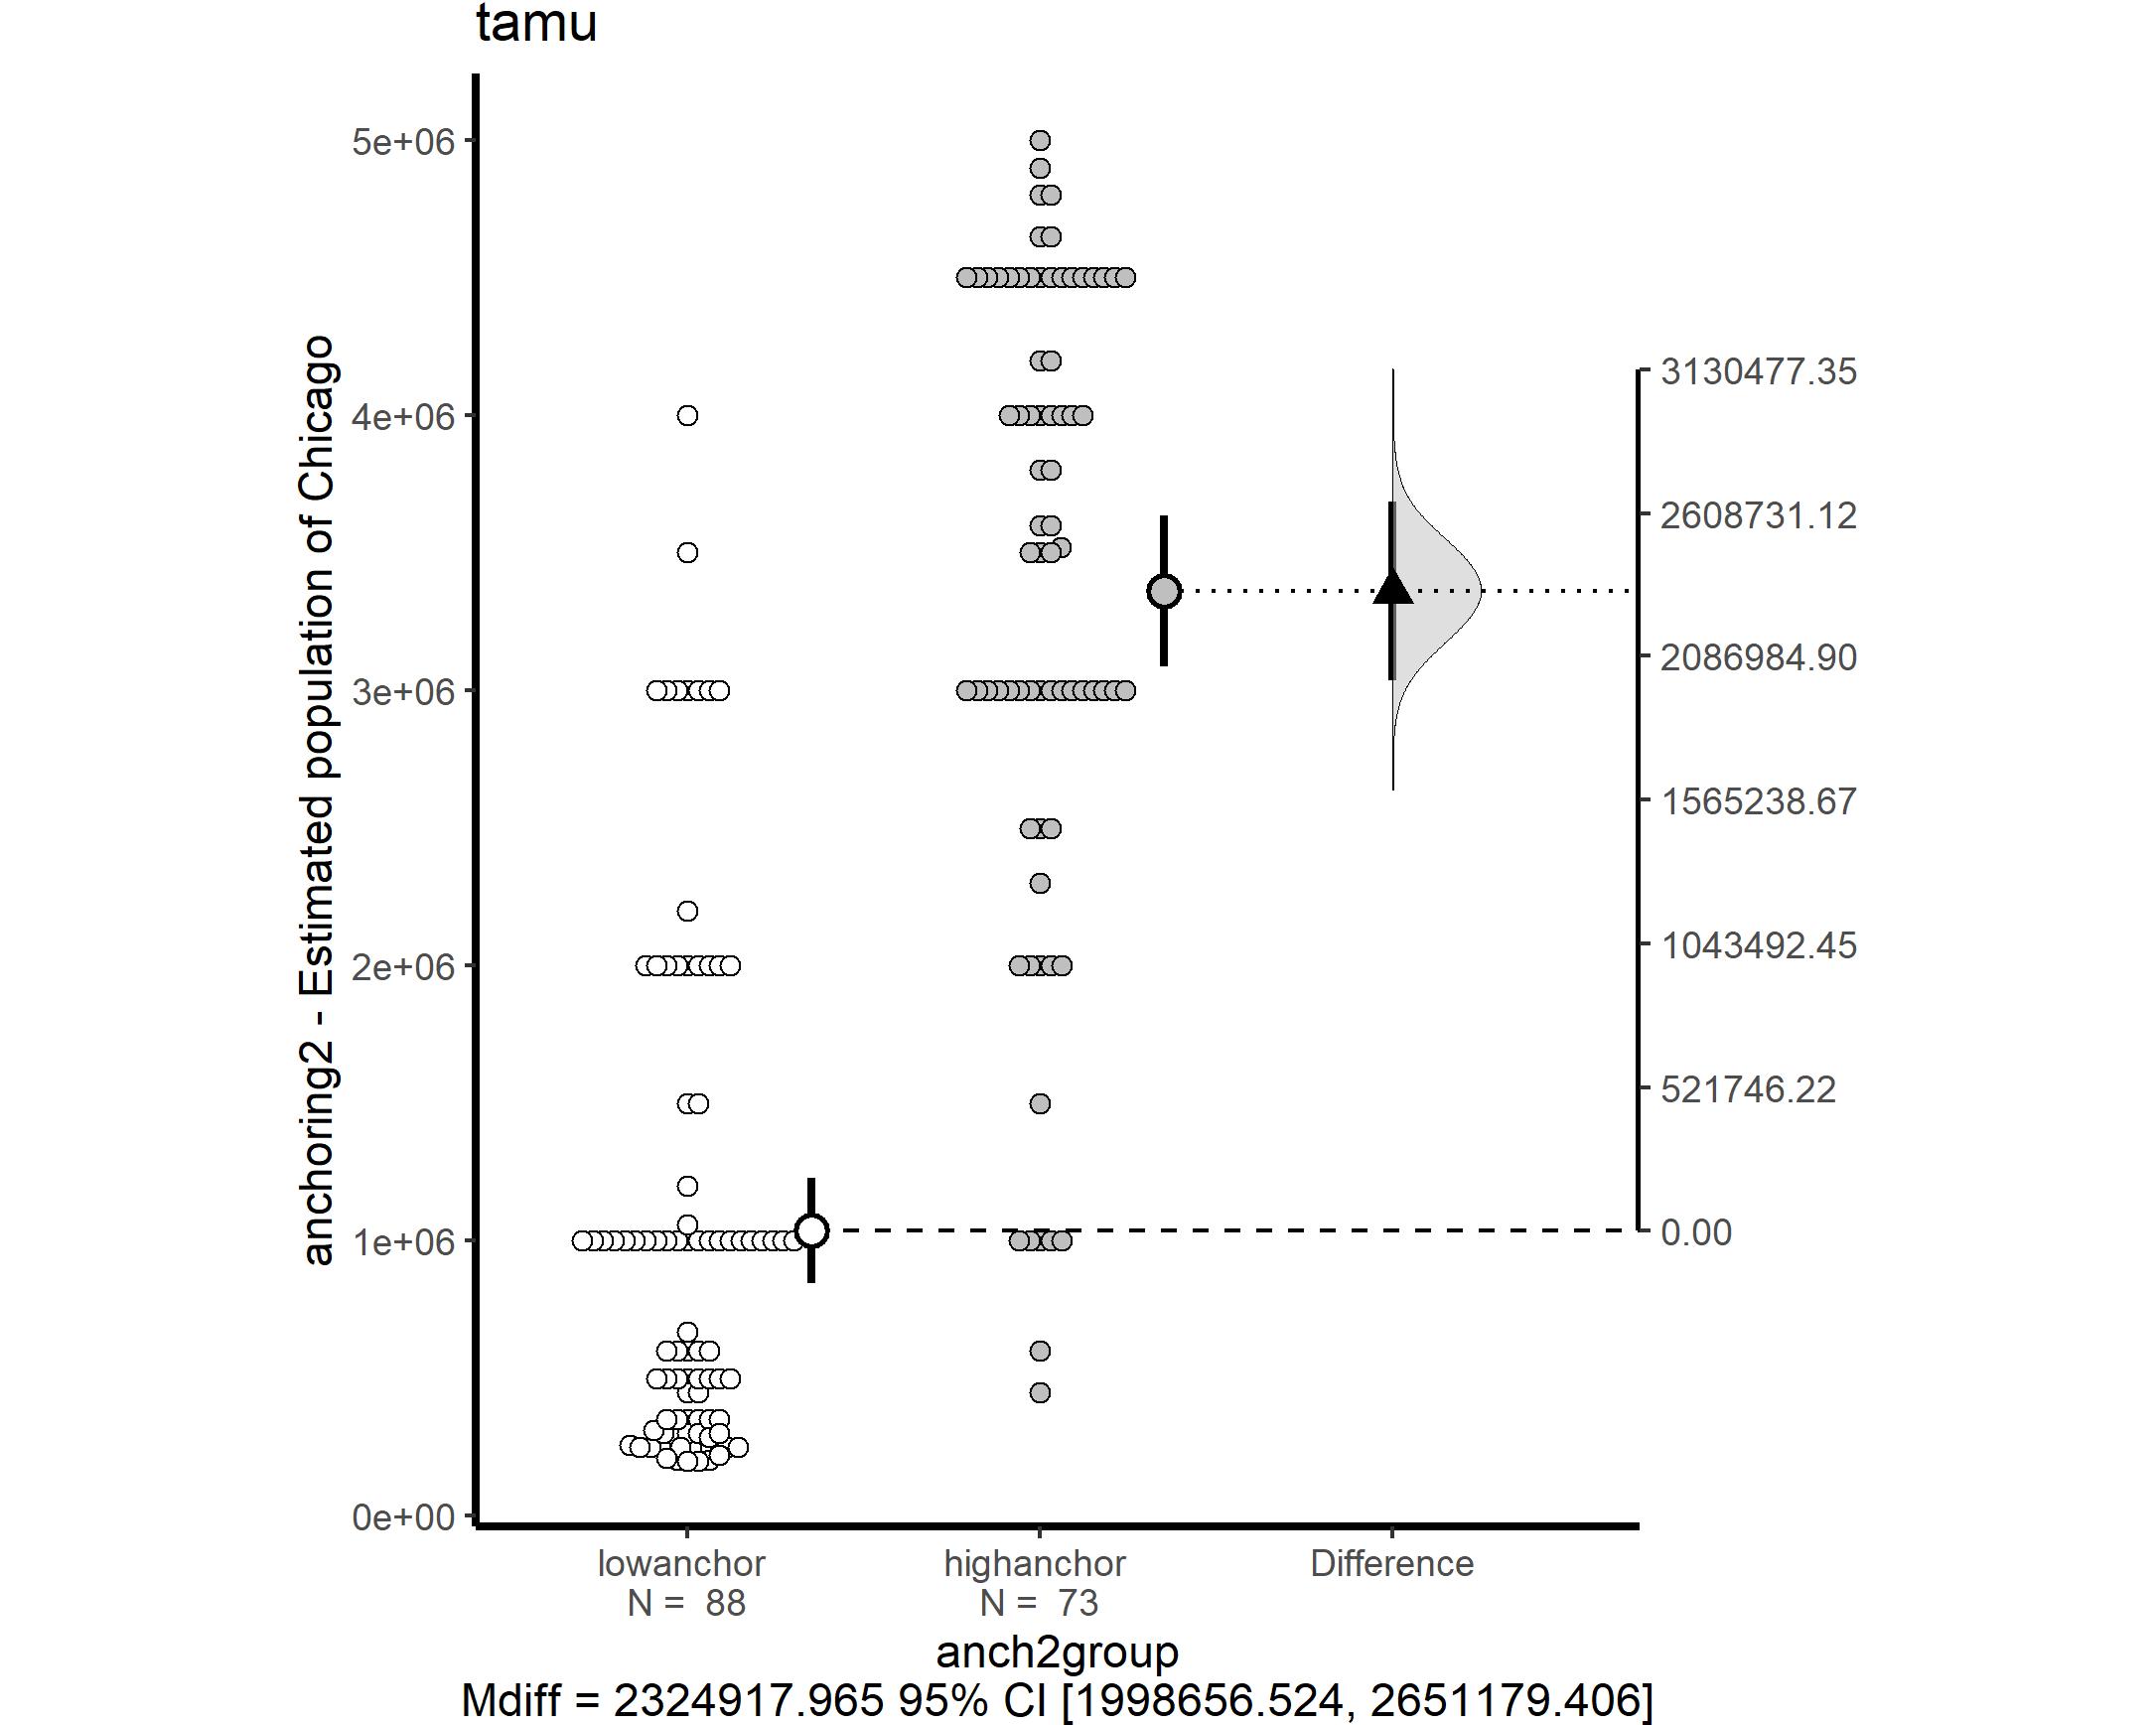 tamu
anchoring2 - Estimated population of Chicago
5e+06
4e+06
3e+06
2e+06
1e+06
0e+00
3130477.35
2608731.12
2086984.90
1565238.67
1043492.45
521746.22
0.00
lowanchor
N =  88
highanchor
N =  73
Difference
anch2group
Mdiff = 2324917.965 95% CI [1998656.524, 2651179.406]